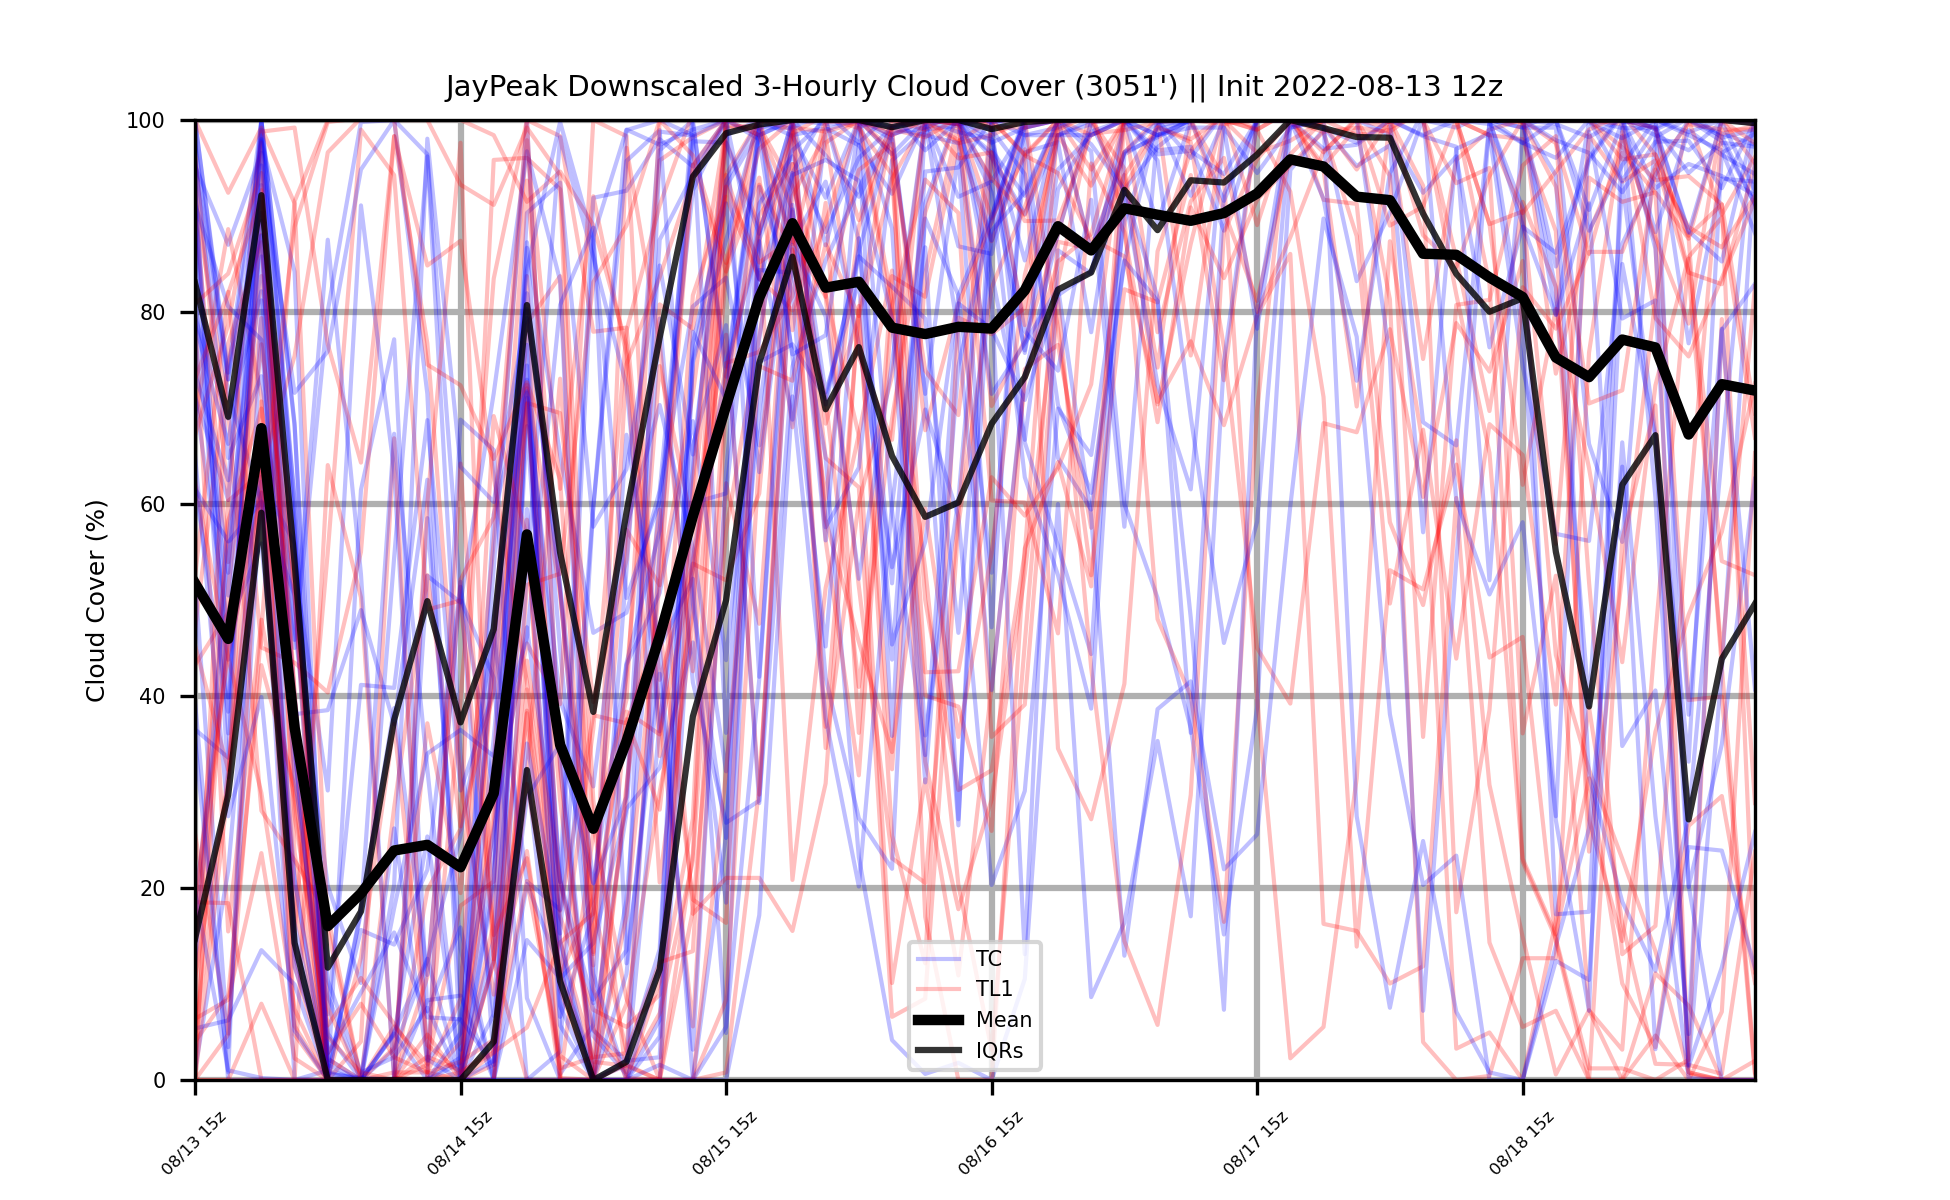 JayPeak Downscaled 3-Hourly Cloud Cover (3051') || Init 2022-08-13 12z
Cloud Cover (%)
100
80
60
40
20
0
TC
TL1
Mean
IQRs
08/13 15z
08/14 15z
08/15 15z
08/16 15z
08/17 15z
08/18 15z